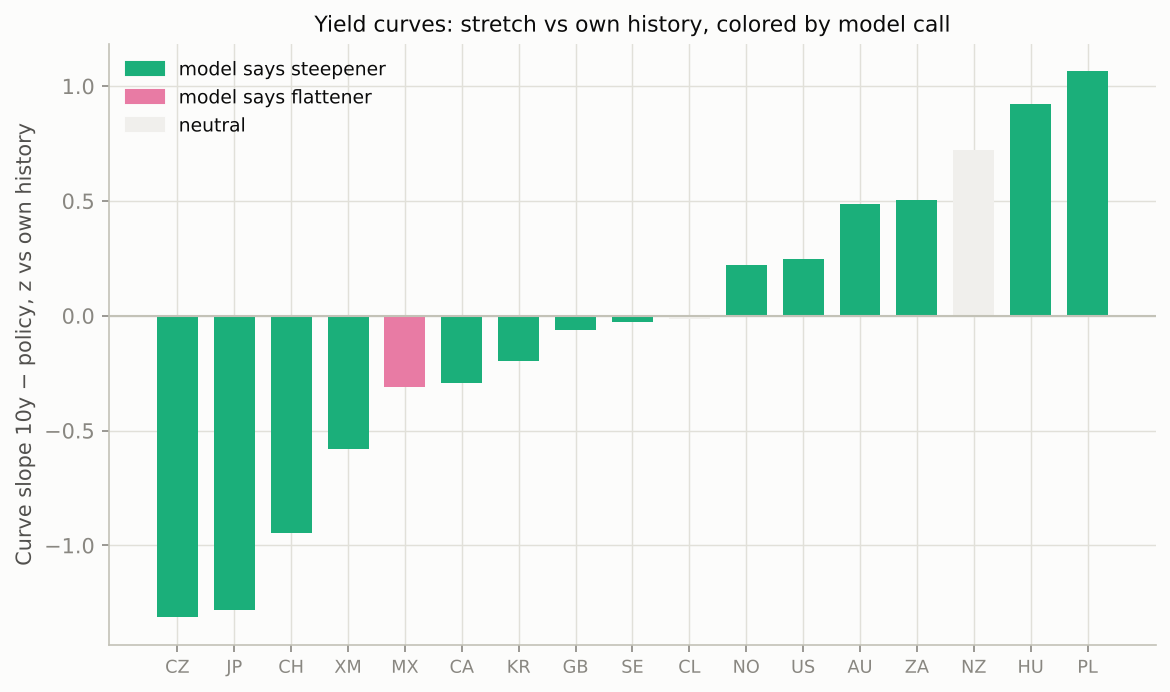 Yield curves: stretch vs own history, colored by model call
model says steepener
model says flattener
neutral
Curve slope 10y − policy, z vs own history
1.0
0.5
0.0
−0.5
−1.0
CZ JP CH XM MX CA KR GB SE CL NO US AU ZA NZ HU PL